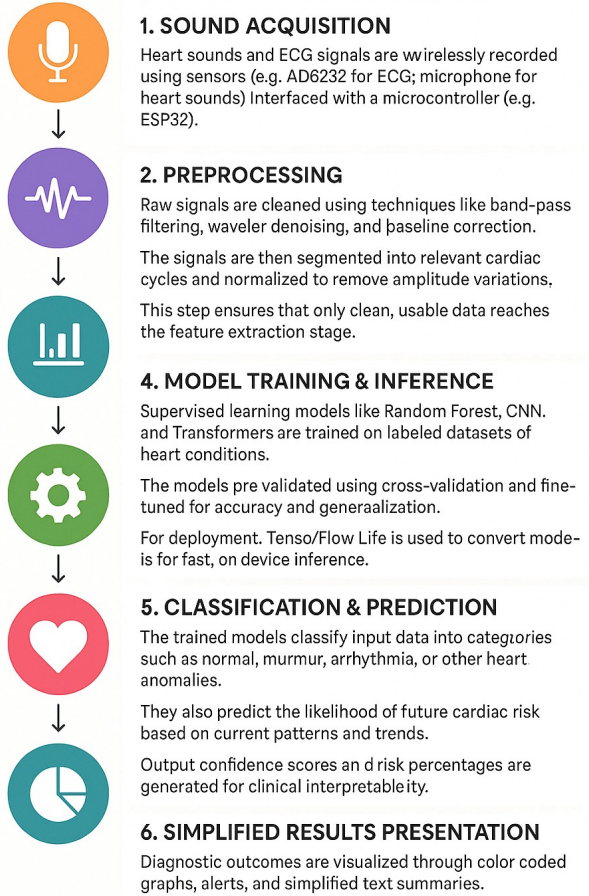 1. SOUND ACQUISITION
Heart sounds and ECG signals are wirelessly recorded
using sensors (e.g. AD6232 for ECG; microphone for
heart sounds) Interfaced with a microcontroller (e.g.
ESP32).
2. PREPROCESSING
Raw signals are cleaned using techniques like band-pass
filtering, waveler denoising, and baseline correction.
The signals are then segmented into relevant cardiac
cycles and normalized to remove amplitude variations.
This step ensures that only clean, usable data reaches
the feature extraction stage.
4. MODEL TRAINING & INFERENCE
Supervised learning models like Random Forest, CNN.
and Transformers are trained on labeled datasets of
heart conditions.
The models pre validated using cross-validation and fine-
tuned for accuracy and generaalization.
For deployment. Tenso/Flow Life is used to convert mode-
is for fast, on device inference.
5. CLASSIFICATION & PREDICTION
The trained models classify input data into categories
such as normal, murmur, arrhythmia, or other heart
anomalies.
They also predict the likelihood of future cardiac risk
based on current patterns and trends.
Output confidence scores an d risk percentages are
generated for clinical interpretable ity.
6. SIMPLIFIED RESULTS PRESENTATION
Diagnostic outcomes are visualized through color coded
graphs, alerts, and simplified text summaries.